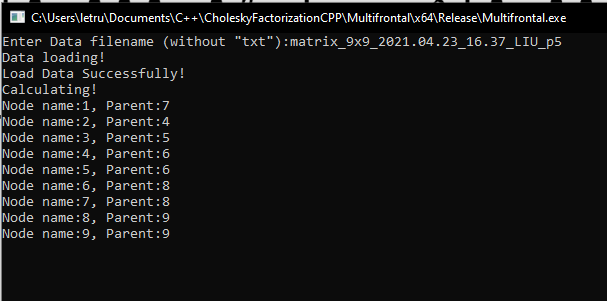 C:\Users\letru\Documents\C++\CholeskyFactorizationCPP\Multifrontal\x64\Release\Multifrontal.exe
Enter Data filename (without "txt"):matrix_9x9_2021.04.23_16.37_LIU_p5
Data loading!
Load Data Successfully!
Calculating!
Node name:1, Parent:7
Node name:2, Parent:4
Node name:3, Parent:5
Node name:4, Parent:6
Node name:5, Parent:6
Node name:6, Parent:8
Node name:7, Parent:8
Node name:8, Parent:9
Node name:9, Parent:9